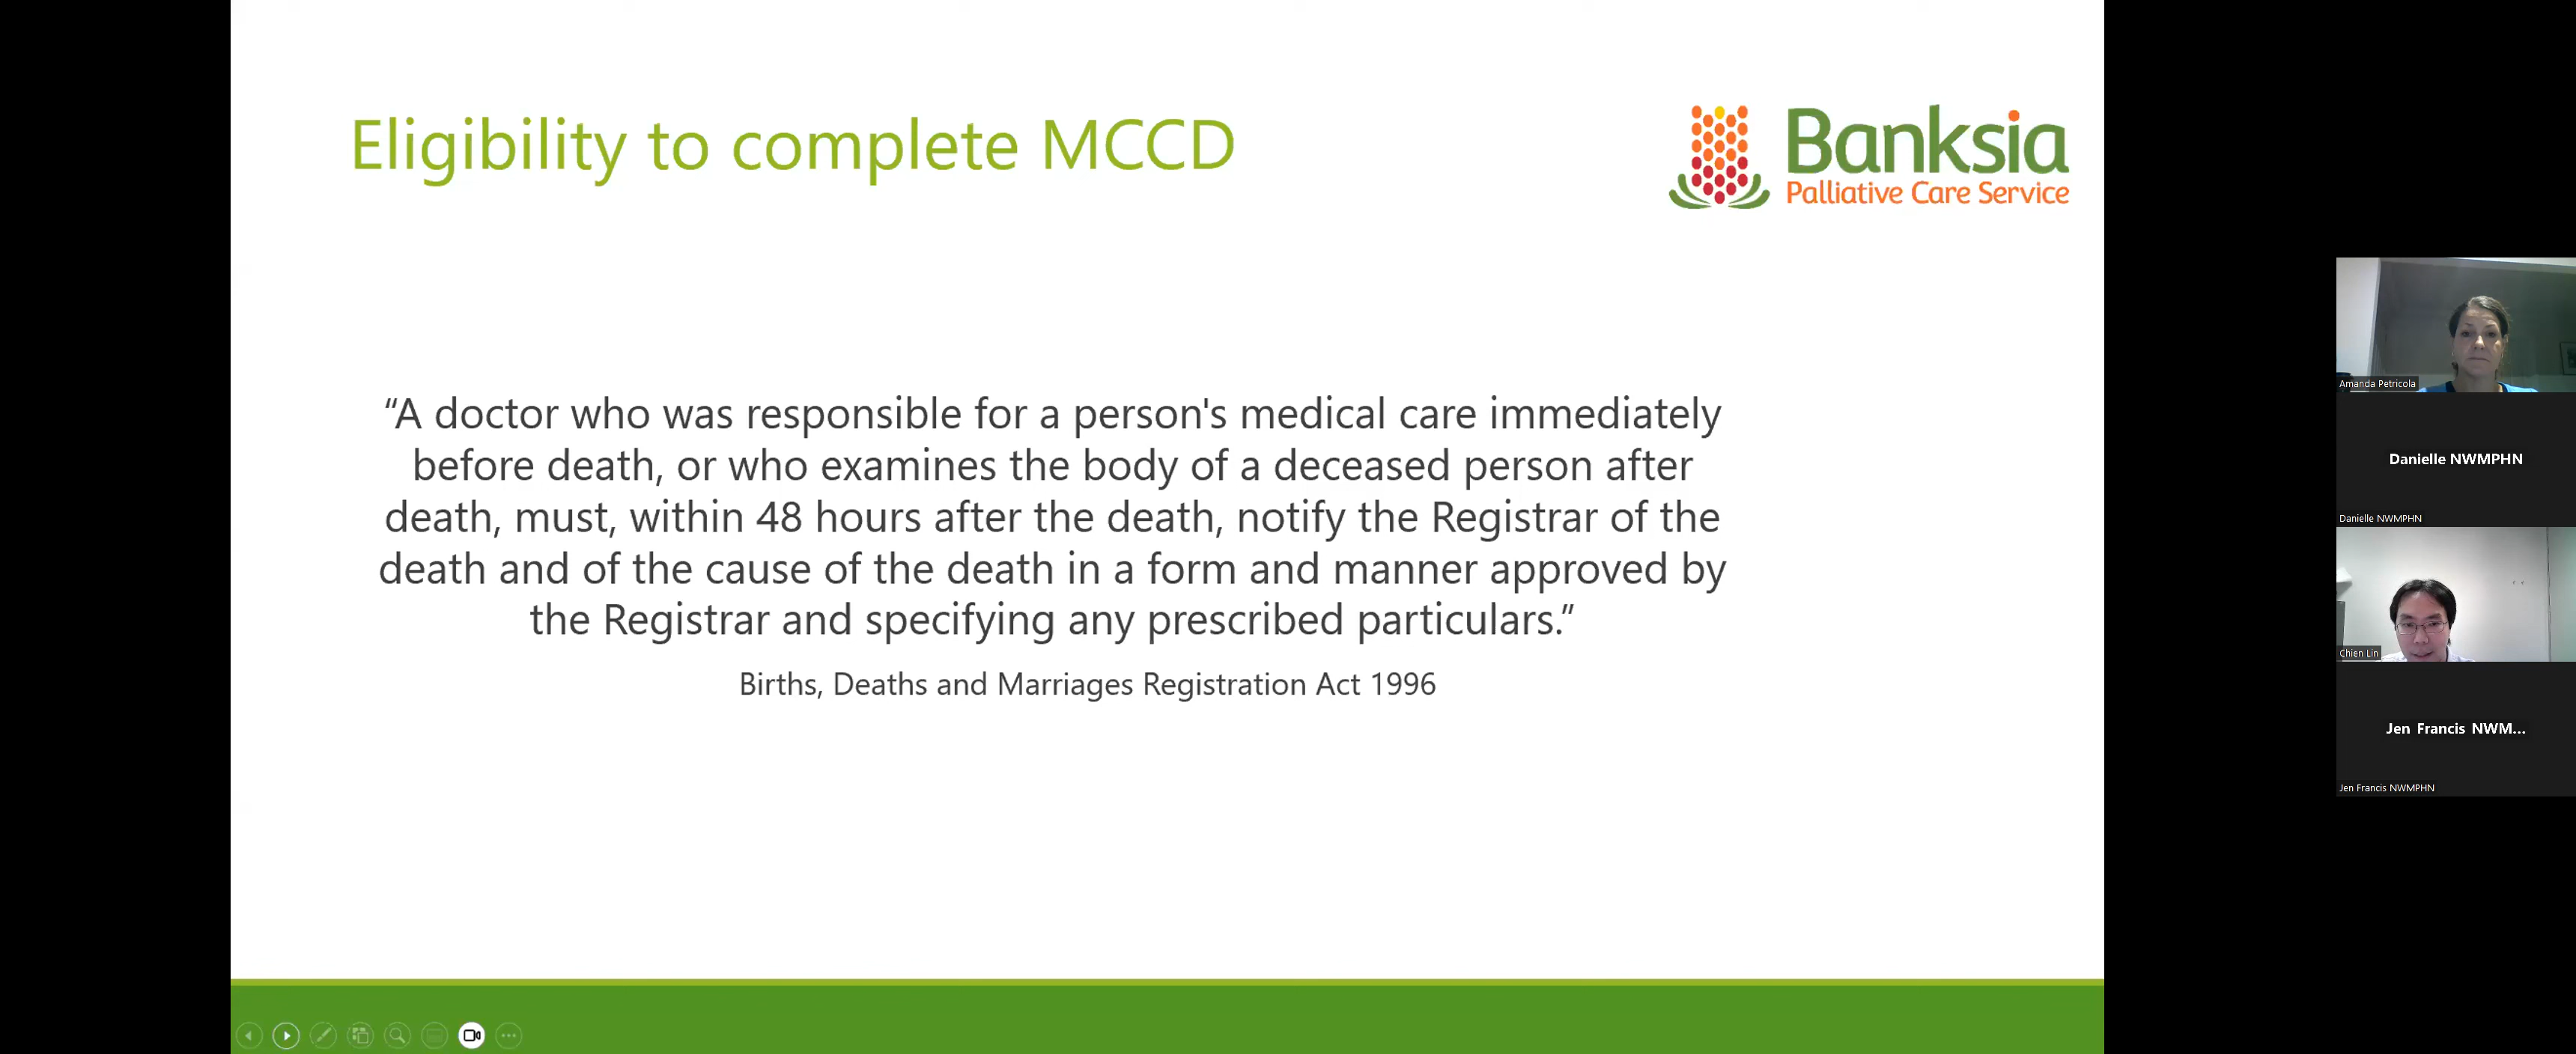 Eligibility to complete MCCD
Banksia
Palliative Care Service
“A doctor who was responsible for a person's medical care immediately
before death, or who examines the body of a deceased person after
death, must, within 48 hours after the death, notify the Registrar of the
death and of the cause of the death in a form and manner approved by
the Registrar and specifying any prescribed particulars.”
Births, Deaths and Marriages Registration Act 1996
Amanda Petricola
Danielle NWMPHN
Danielle NWMPHN
Chien Lin
Jen Francis NWM...
Jen Francis NWMPHN